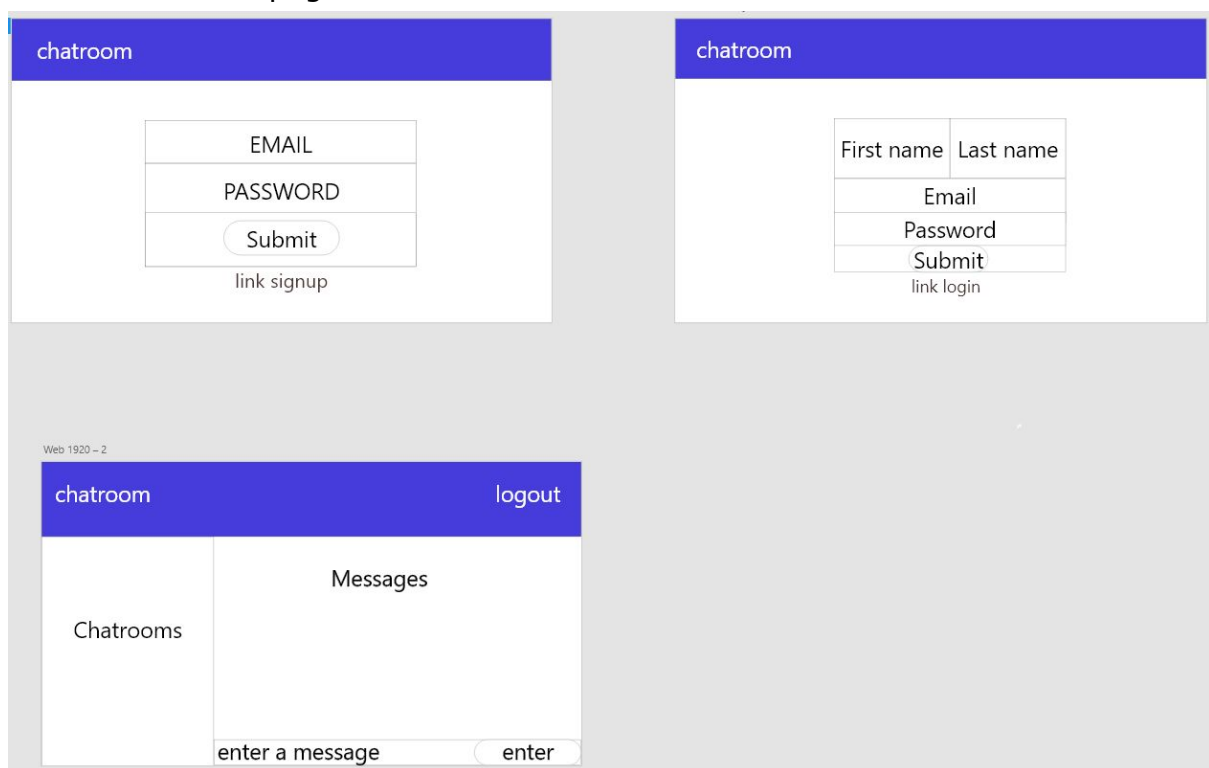 chatroom
EMAIL
PASSWORD
Submit
link signup
chatroom
First name Last name
Email
Password
Submit
link login
Web 1920 – 2
chatroom logout
Chatrooms
Messages
enter a message enter